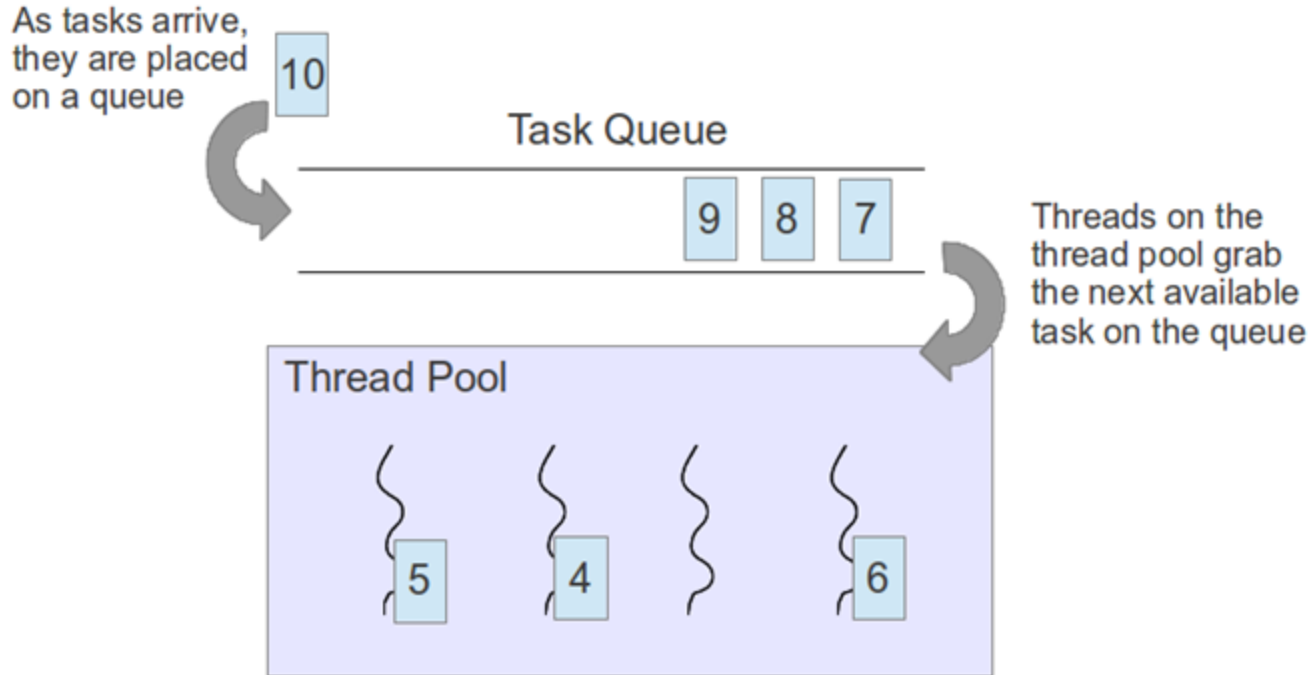 As tasks arrive,
they are placed
on a queue
10
Task Queue
9 8 7
Threads on the
thread pool grab
the next available
task on the queue
Thread Pool
5 4 6